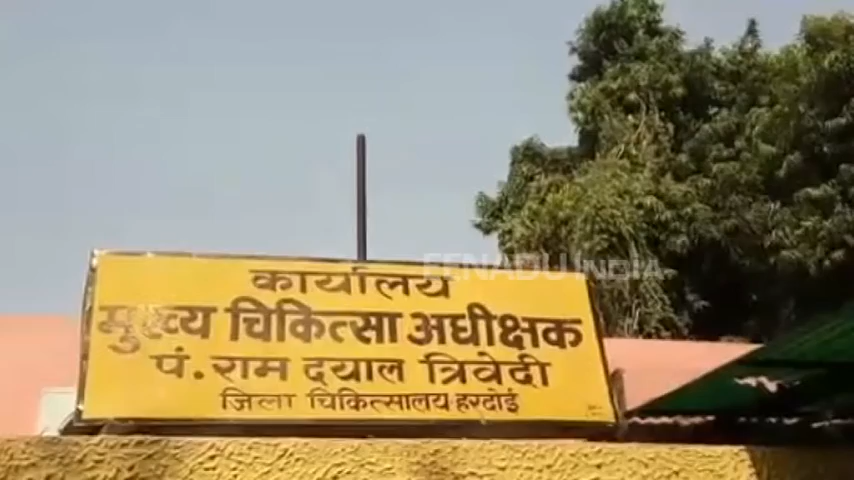 कार्यालय
मुख्य चिकित्सा अधीक्षक
पं. राम दयाल त्रिवेदी
जिला चिकित्सालय हरदोई
EENADU INDIA